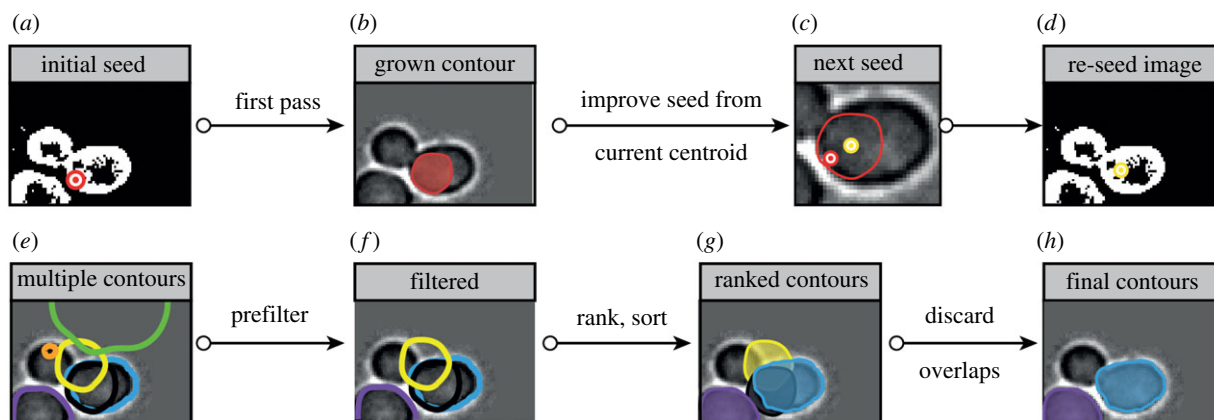 (a)
(b)
(c)
(d)
initial seed
grown contour
next seed
re-seed image
first pass
improve seed from
current centroid
(e)
(f)
(g)
(h)
multiple contours
filtered
ranked contours
final contours
prefilter
rank, sort
discard
overlaps